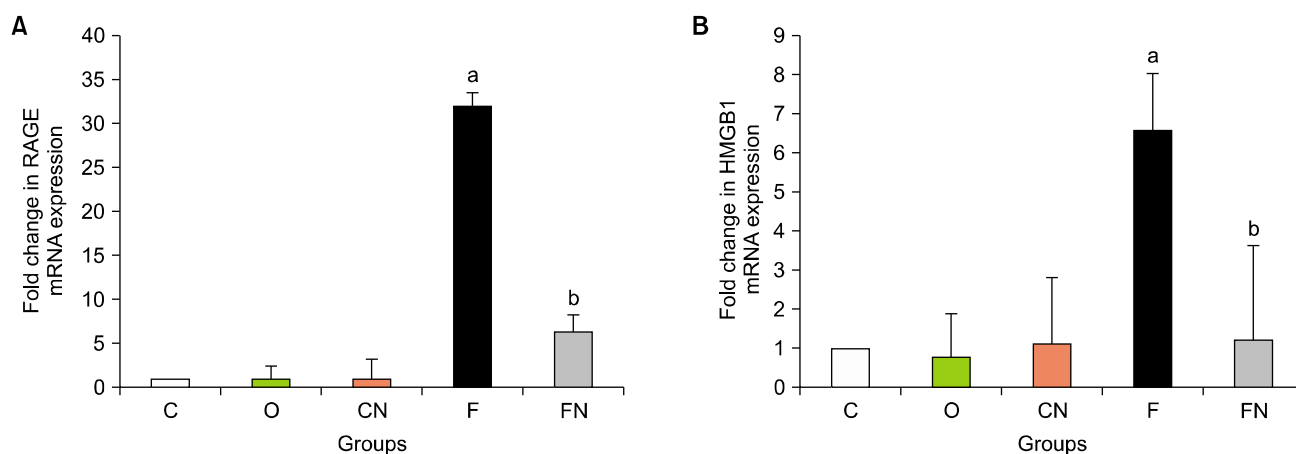 A
Fold change in RAGE
mRNA expression
40
35
30
25
20
15
10
5
0
a
b
C O CN F FN
Groups
B
Fold change in HMGB1
mRNA expression
9
8
7
6
5
4
3
2
1
0
a
b
C O CN F FN
Groups